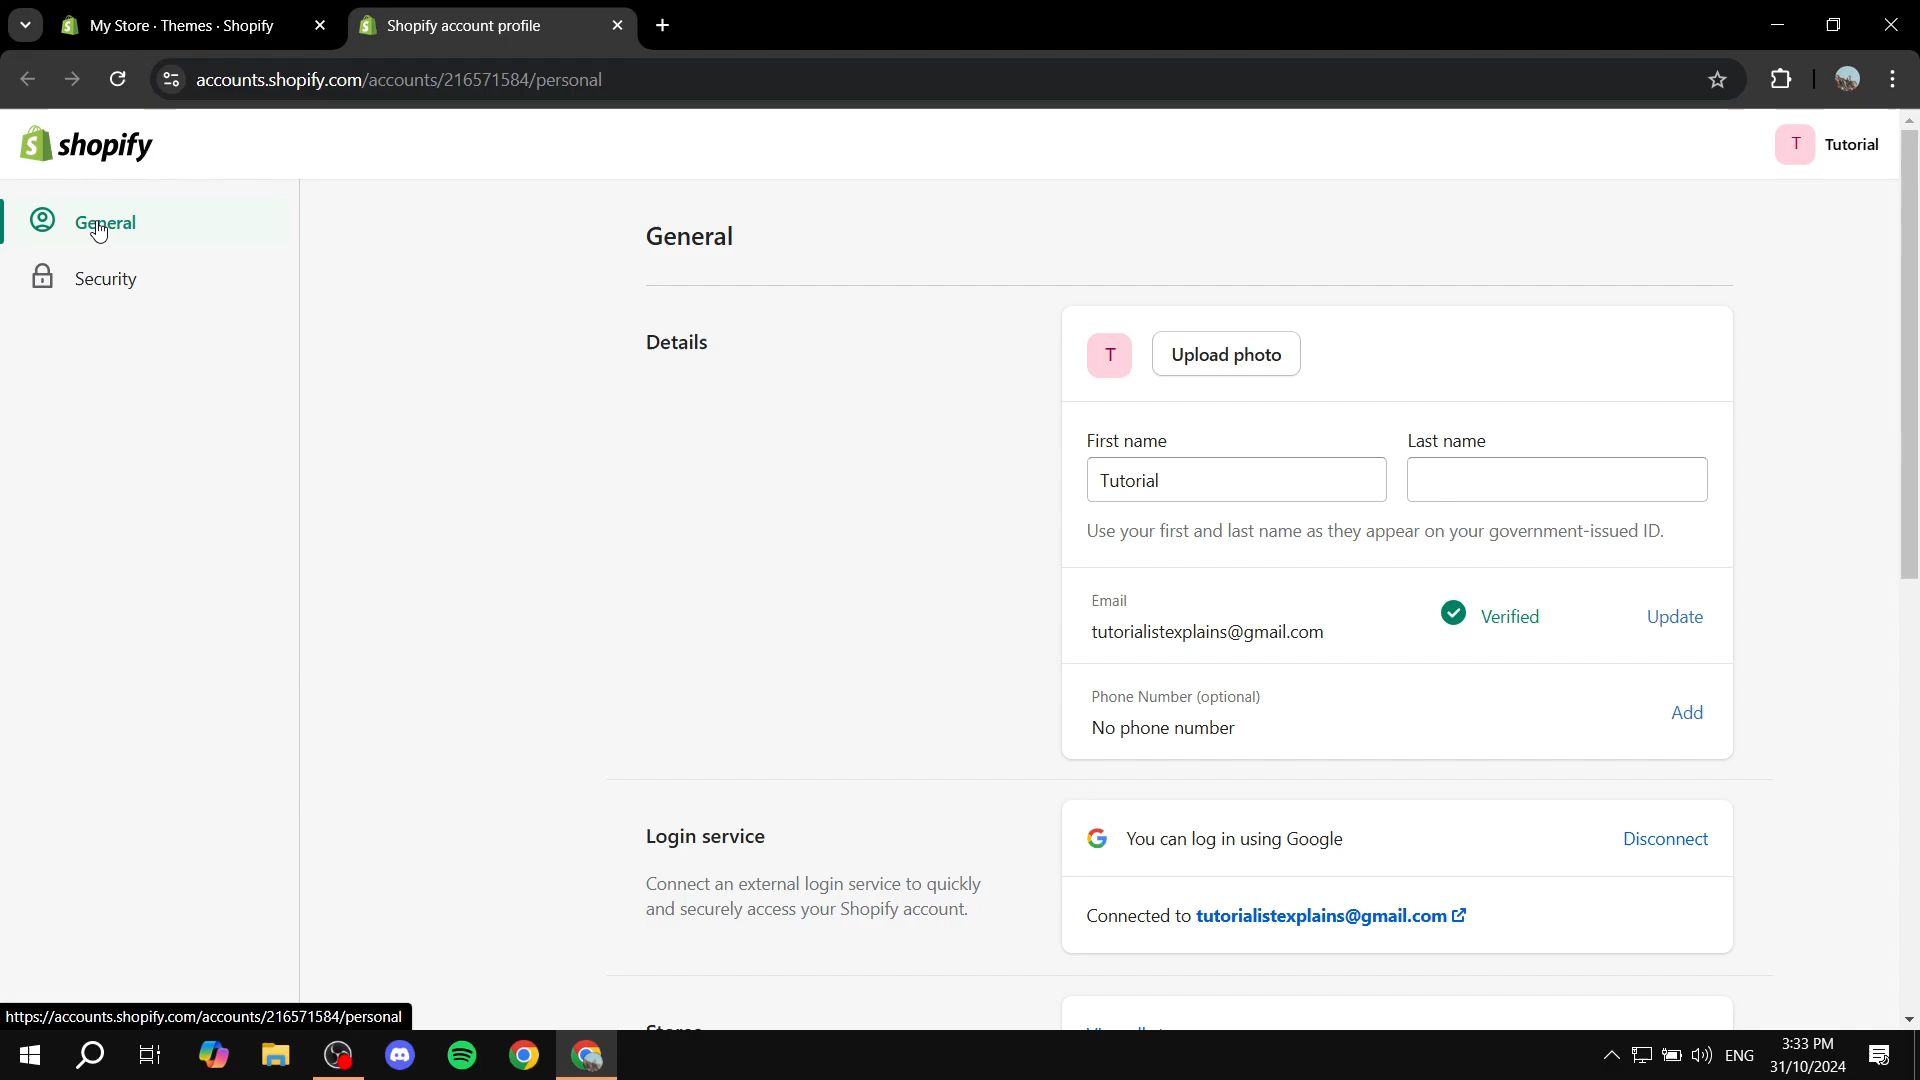 My Store · Themes · Shopify
Shopify account profile
accounts.shopify.com/accounts/216571584/personal
shopify
T
Tutorial
General
Security
General
Details
T
Upload photo
First name
Last name
Tutorial
Use your first and last name as they appear on your government-issued ID.
Email
tutorialistexplains@gmail.com
Verified
Update
Phone Number (optional)
No phone number
Add
Login service
Connect an external login service to quickly
and securely access your Shopify account.
You can log in using Google
Disconnect
Connected to tutorialistexplains@gmail.com
Stores
https://accounts.shopify.com/accounts/216571584/personal
ENG
3:33 PM
31/10/2024